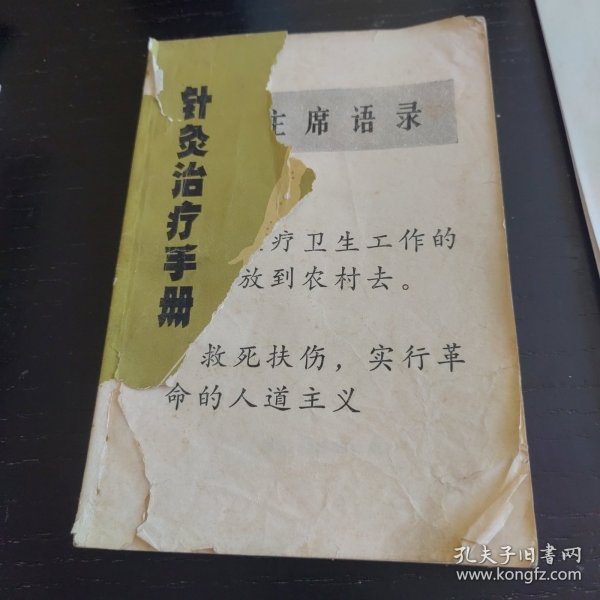 针灸治疗手册
主席语录
疗卫生工作的
放到农村去。
救死扶伤，实行革
命的人道主义
孔夫子旧书网
www.kongfz.com